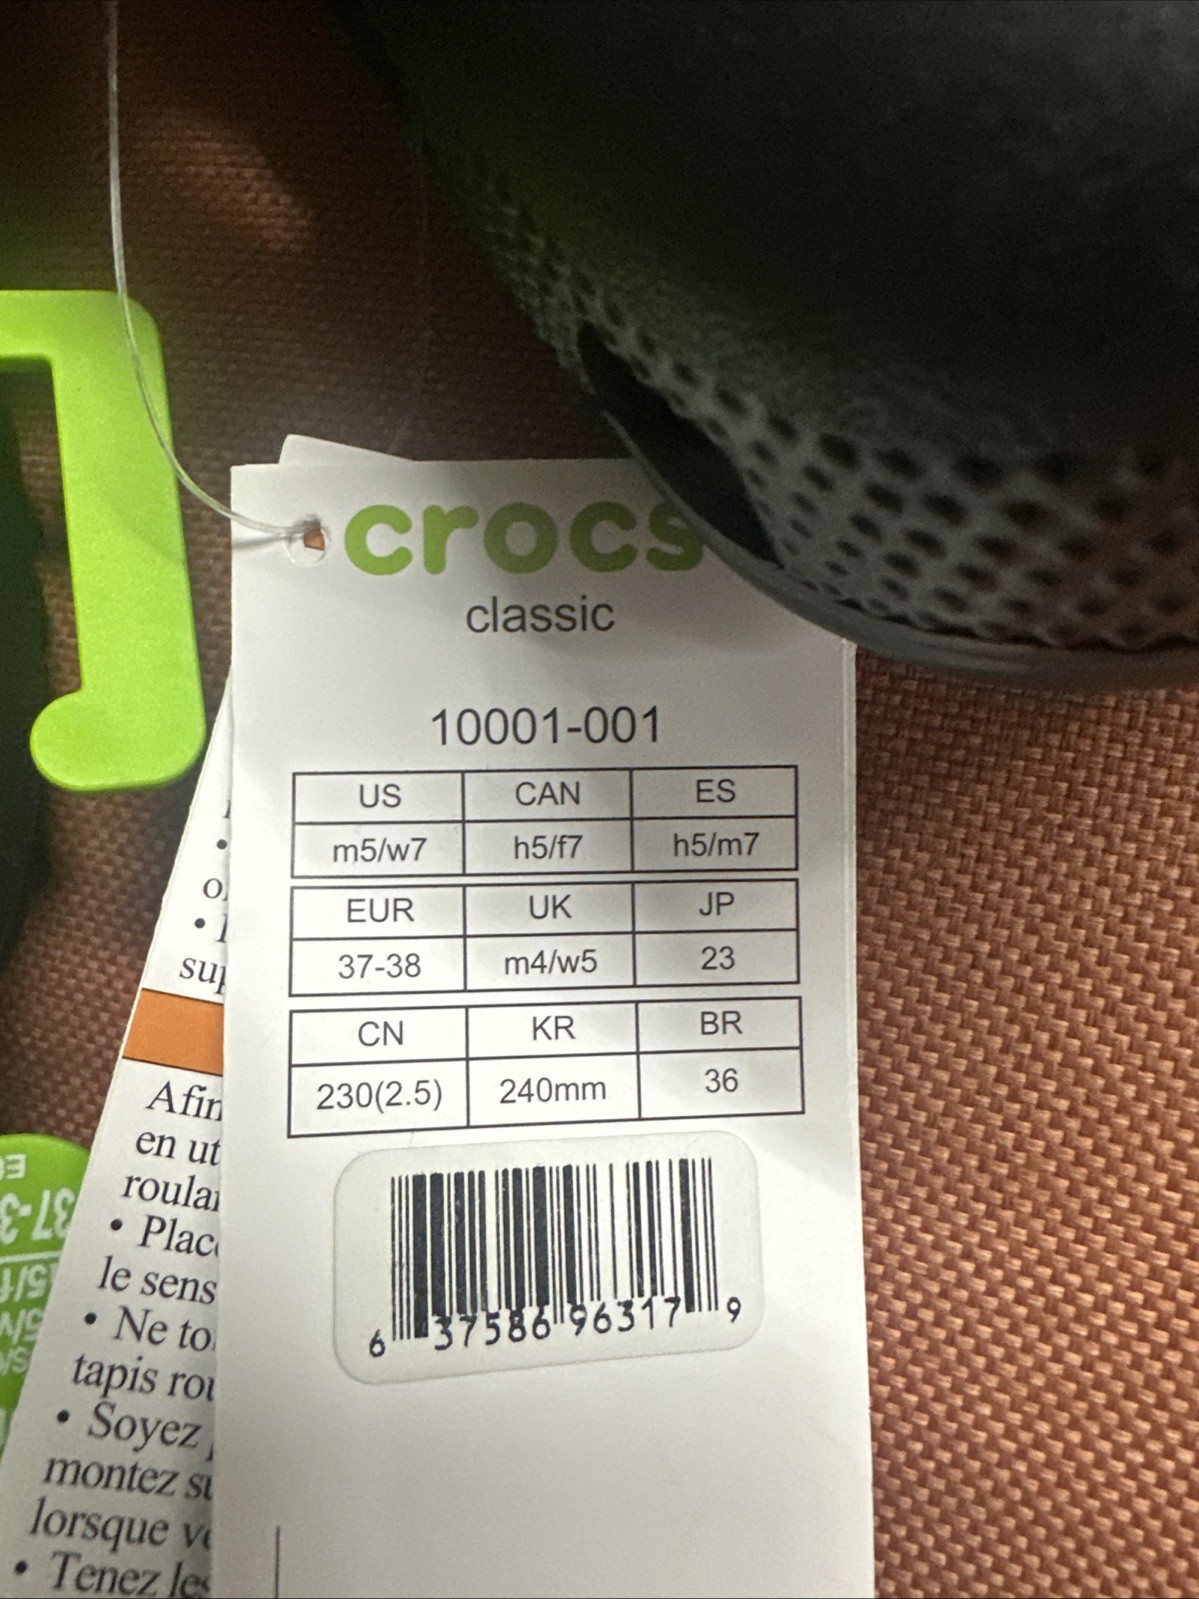 crocs
classic
10001-001
US CAN ES
m5/w7 h5/f7 h5/m7
EUR UK JP
37-38 m4/w5 23
CN KR BR
230(2.5) 240mm 36
6 37586 96317 9
Afin
en ut
roular
• Plac
le sens
• Ne to
tapis rou
• Soyez
montez su
lorsque
• Tenez les